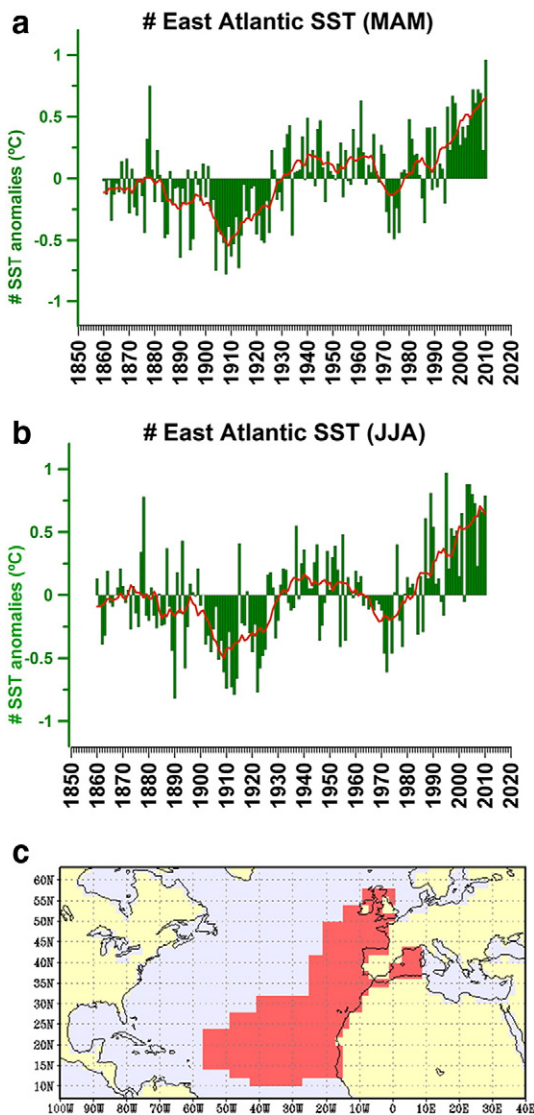 a
# East Atlantic SST (MAM)
# SST anomalies (ºC)
1
0.5
0
-0.5
-1
1850 1860 1870 1880 1890 1900 1910 1920 1930 1940 1950 1960 1970 1980 1990 2000 2010 2020
b
# East Atlantic SST (JJA)
# SST anomalies (ºC)
1
0.5
0
-0.5
-1
1850 1860 1870 1880 1890 1900 1910 1920 1930 1940 1950 1960 1970 1980 1990 2000 2010 2020
c
60N
55N
50N
45N
40N
35N
30N
25N
20N
15N
10N
100W 90W 80W 70W 60W 50W 40W 30W 20W 10W 0 10E 20E 30E 40E